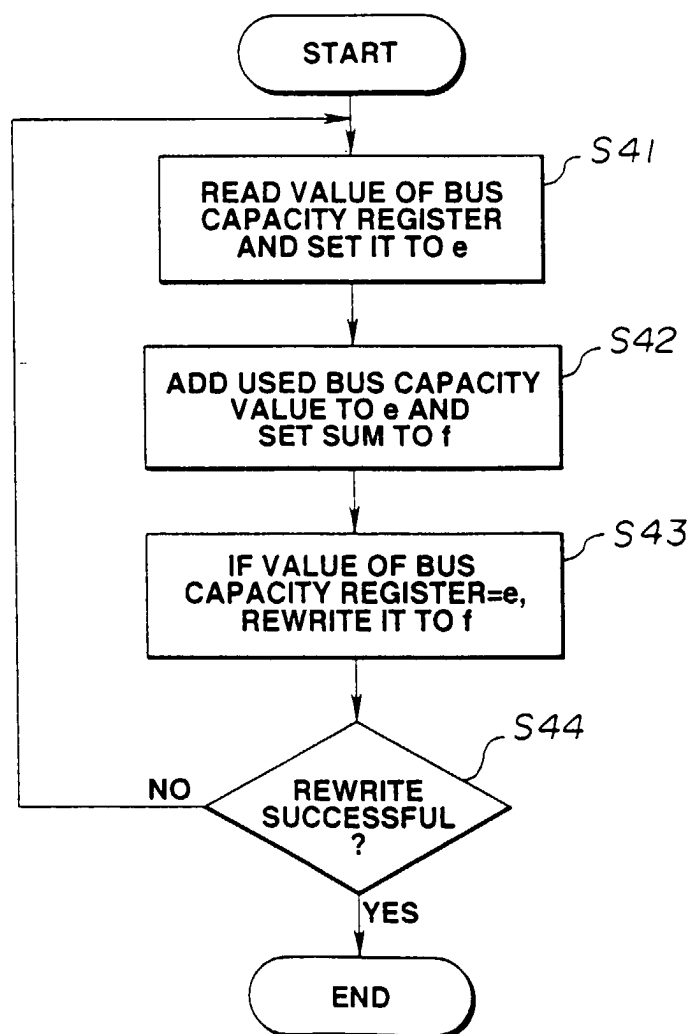 START
S41
READ VALUE OF BUS
CAPACITY REGISTER
AND SET IT TO e
S42
ADD USED BUS CAPACITY
VALUE TO e AND
SET SUM TO f
S43
IF VALUE OF BUS
CAPACITY REGISTER=e,
REWRITE IT TO f
S44
NO
REWRITE
SUCCESSFUL
?
YES
END